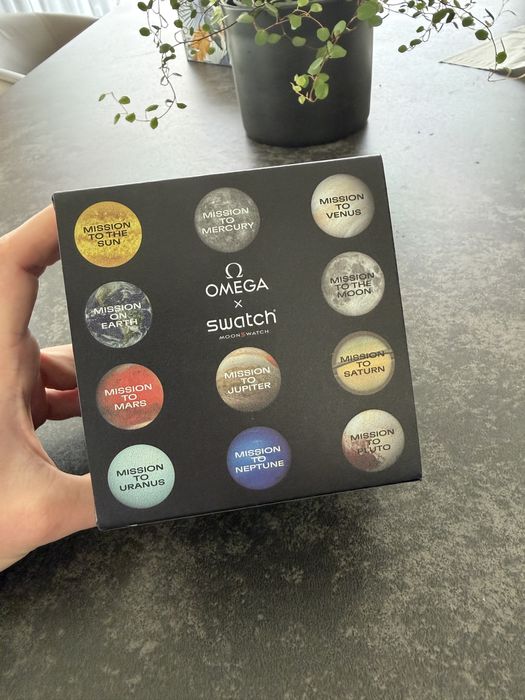 MISSION
TO THE
SUN
MISSION
TO
MERCURY
MISSION
TO
VENUS
MISSION
ON
EARTH
Ω
OMEGA
×
swatch
MOONSWATCH
MISSION
TO THE
MOON
MISSION
TO
MARS
MISSION
TO
JUPITER
MISSION
TO
SATURN
MISSION
TO
URANUS
MISSION
TO
NEPTUNE
MISSION
TO
PLUTO